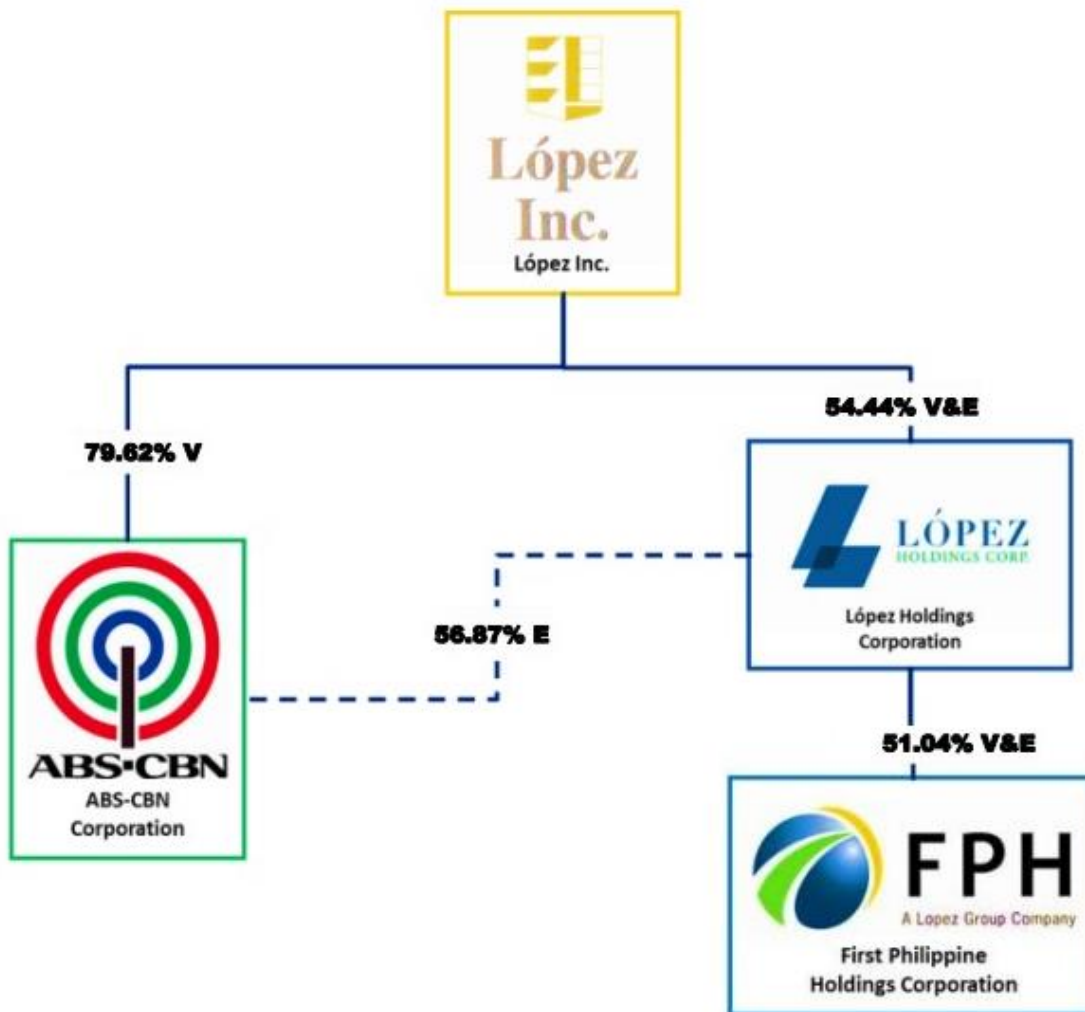 López
Inc.
López Inc.
54.44% V&E
79.62% V
LÓPEZ
HOLDINGS CORP.
López Holdings
Corporation
56.87% E
51.04% V&E
ABS-CBN
ABS-CBN
Corporation
FPH
A Lopez Group Company
First Philippine
Holdings Corporation